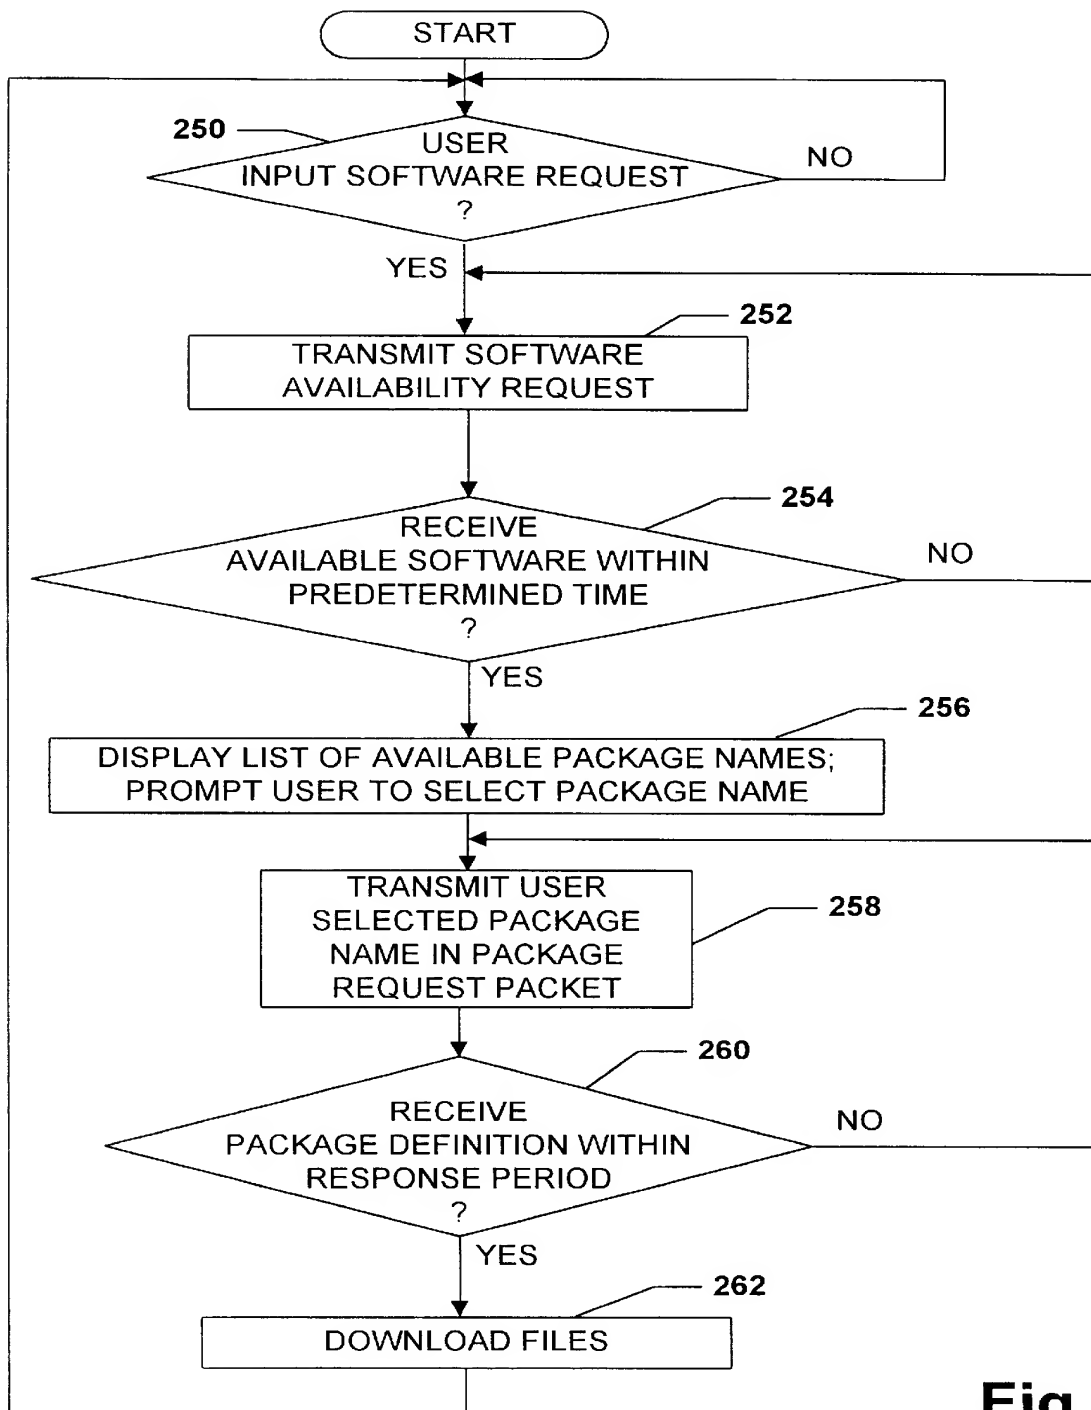 START
250
USER
INPUT SOFTWARE REQUEST
?
NO
YES
252
TRANSMIT SOFTWARE
AVAILABILITY REQUEST
254
RECEIVE
AVAILABLE SOFTWARE WITHIN
PREDETERMINED TIME
?
NO
YES
256
DISPLAY LIST OF AVAILABLE PACKAGE NAMES;
PROMPT USER TO SELECT PACKAGE NAME
TRANSMIT USER
SELECTED PACKAGE
NAME IN PACKAGE
REQUEST PACKET
258
260
RECEIVE
PACKAGE DEFINITION WITHIN
RESPONSE PERIOD
?
NO
YES
262
DOWNLOAD FILES
Fig